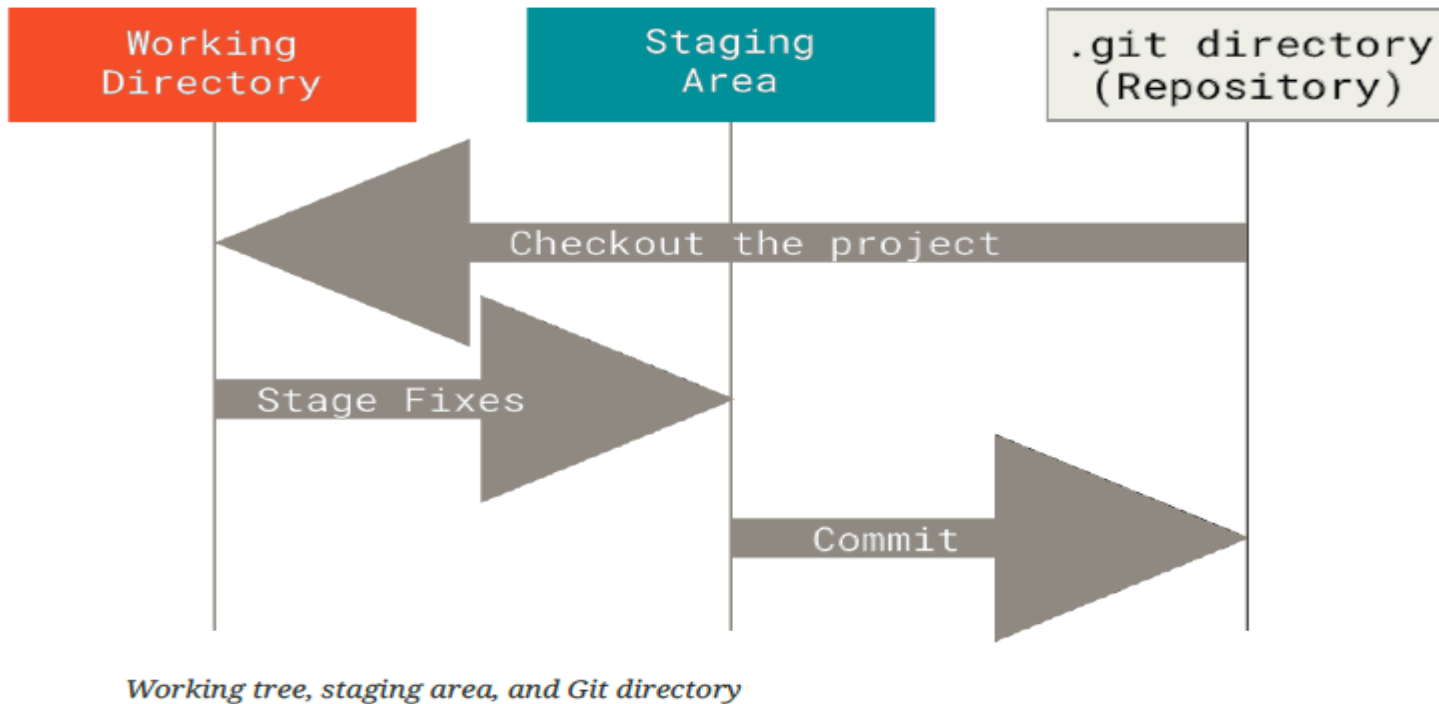 Working
Directory
Staging
Area
.git directory
(Repository)
Checkout the project
Stage Fixes
Commit
Working tree, staging area, and Git directory